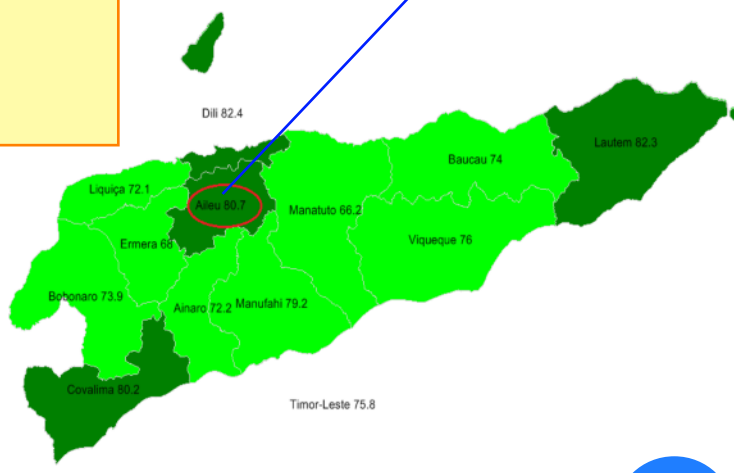 Dili 82.4
Lautem 82.3
Baucau 74
Liquiça 72.1
Aileu 80.7
Manatuto 66.2
Ermera 68
Viqueque 76
Bobonaro 73.9
Ainaro 72.2
Manufahi 79.2
Covalima 80.2
Timor-Leste 75.8